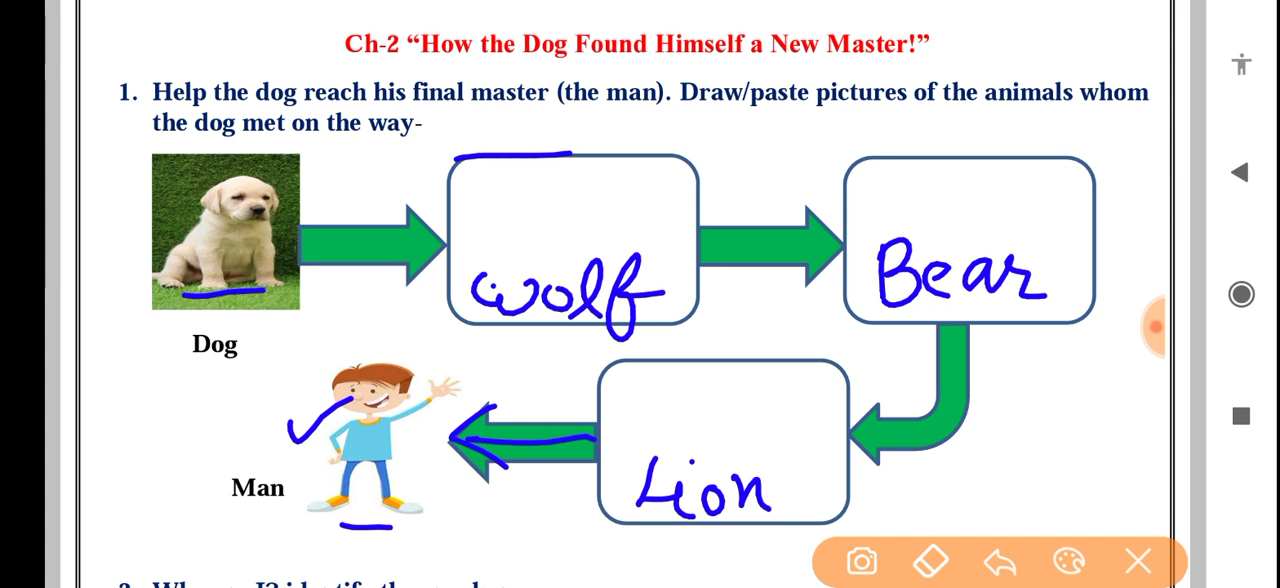 Ch-2 “How the Dog Found Himself a New Master!”
1. Help the dog reach his final master (the man). Draw/paste pictures of the animals whom
the dog met on the way-
Wolf
Bear
Dog
Man
Lion